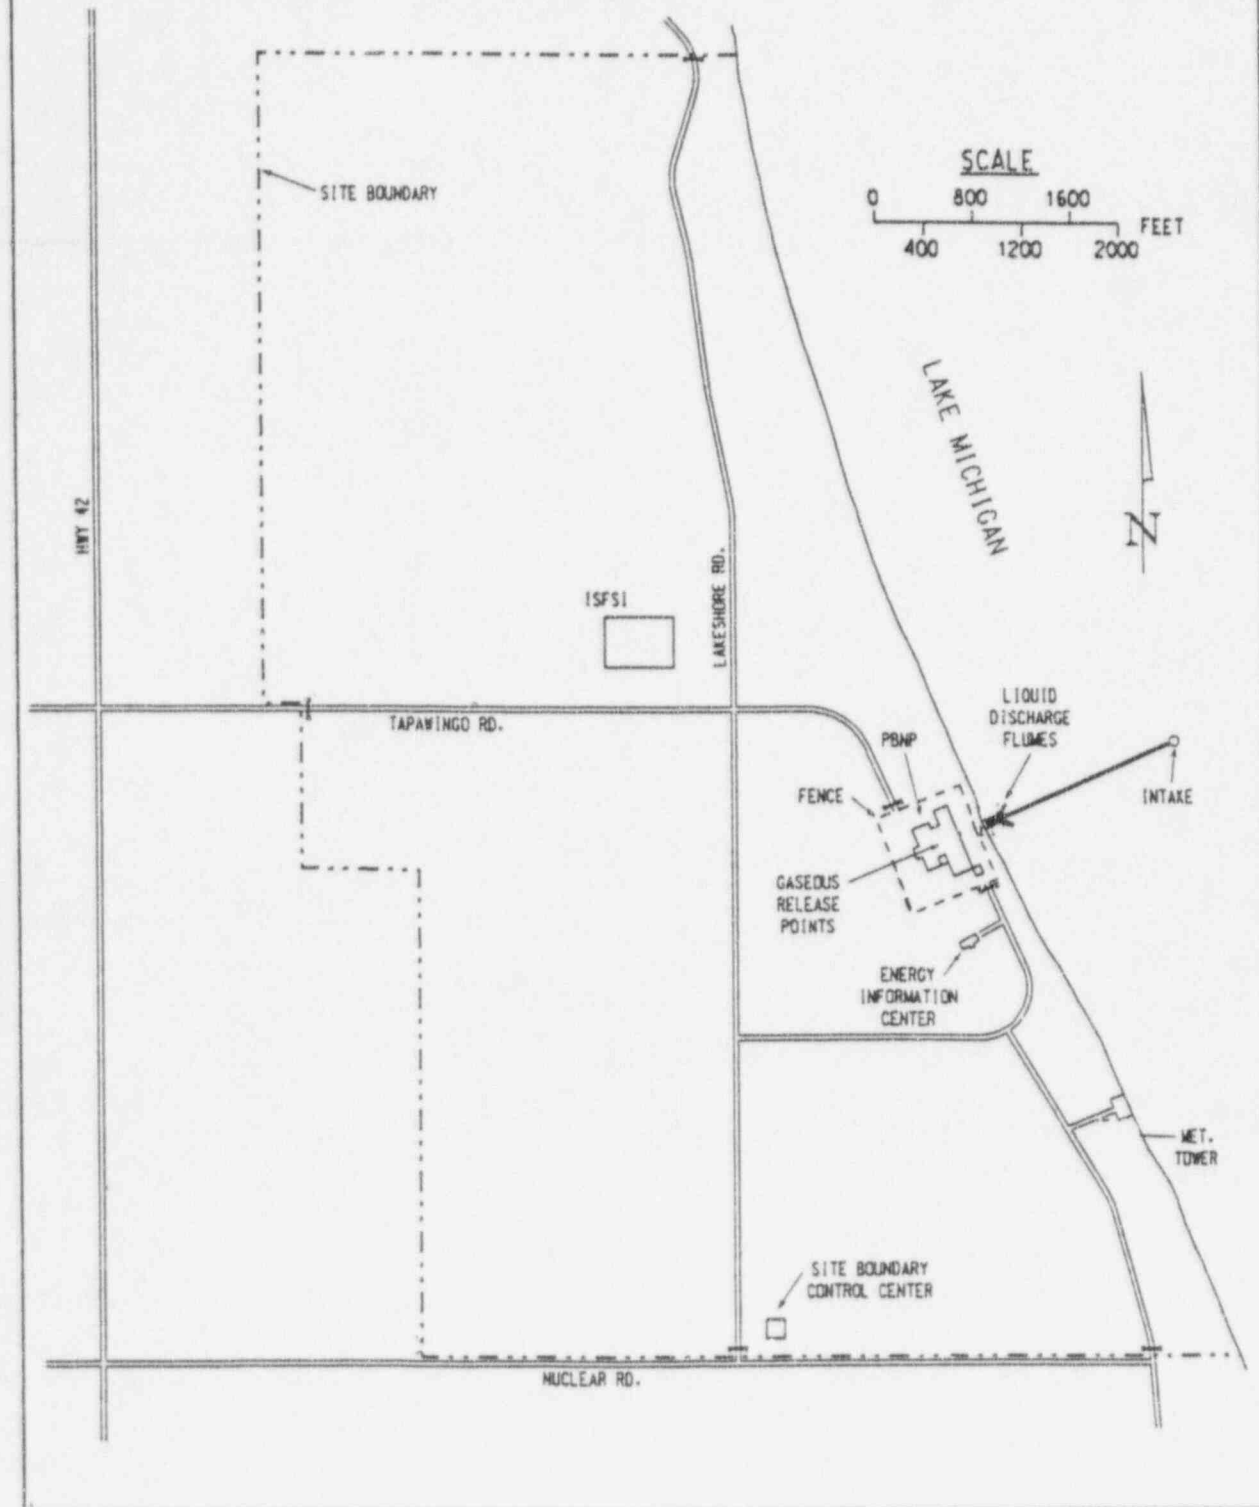 SCALE
0 800 1600
FEET
400 1200 2000
SITE BOUNDARY
LAKE MICHIGAN
N
HWY 42
ISFSI
LAKESHORE RD.
TAPAWINGO RD.
LIQUID
DISCHARGE
FLUMES
PBNP
FENCE
INTAKE
GASEOUS
RELEASE
POINTS
ENERGY
INFORMATION
CENTER
MET.
TOWER
SITE BOUNDARY
CONTROL CENTER
NUCLEAR RD.